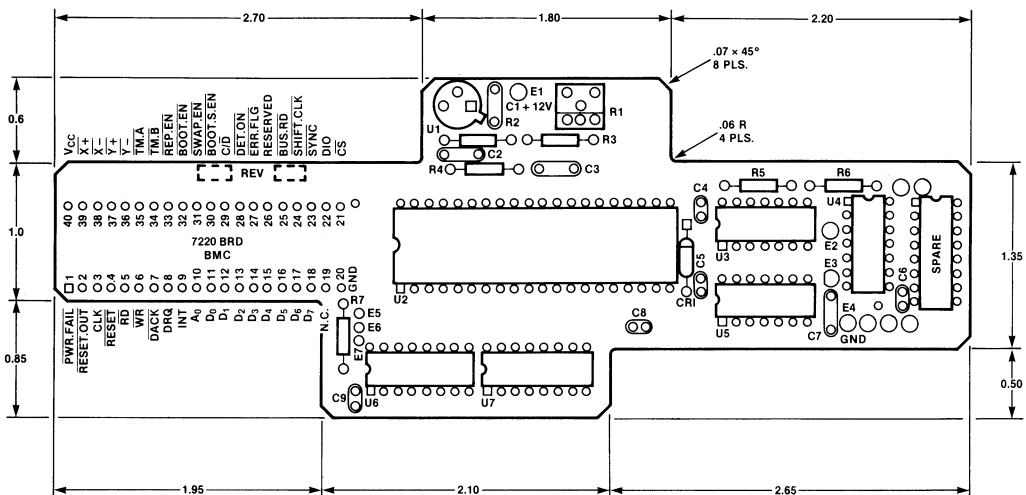 2.70
1.80
2.20
.07 × 45°
8 PLS.
.06 R
4 PLS.
0.6
1.0
0.85
1.35
0.50
VCC
X+
X−
Y+
Y−
TM.A
TM.B
REP.EN
BOOT.EN
SWAP.EN
BOOT.S.EN
C/D
DET.ON
ERR.FLG
RESERVED
BUS.RD
SHIFT.CLK
SYNC
DIO
CS
REV
40 39 38 37 36 35 34 33 32 31 30 29 28 27 26 25 24 23 22 21
7220 BRD
BMC
1 2 3 4 5 6 7 8 9 10 11 12 13 14 15 16 17 18 19 20
PWR.FAIL
RESET.OUT
CLK
RESET
RD
WR
DACK
DRQ
INT
A0
D0
D1
D2
D3
D4
D5
D6
D7
N.C.
GND
U1
C1 + 12V
E1
R1
R2
R3
C2
R4
C3
U2
C4
R5
R6
U4
U3
E2
E3
C5
CRI
U5
C6
SPARE
E4
C7
GND
C8
R7
E5
E6
E7
C9
U6
U7
1.95
2.10
2.65